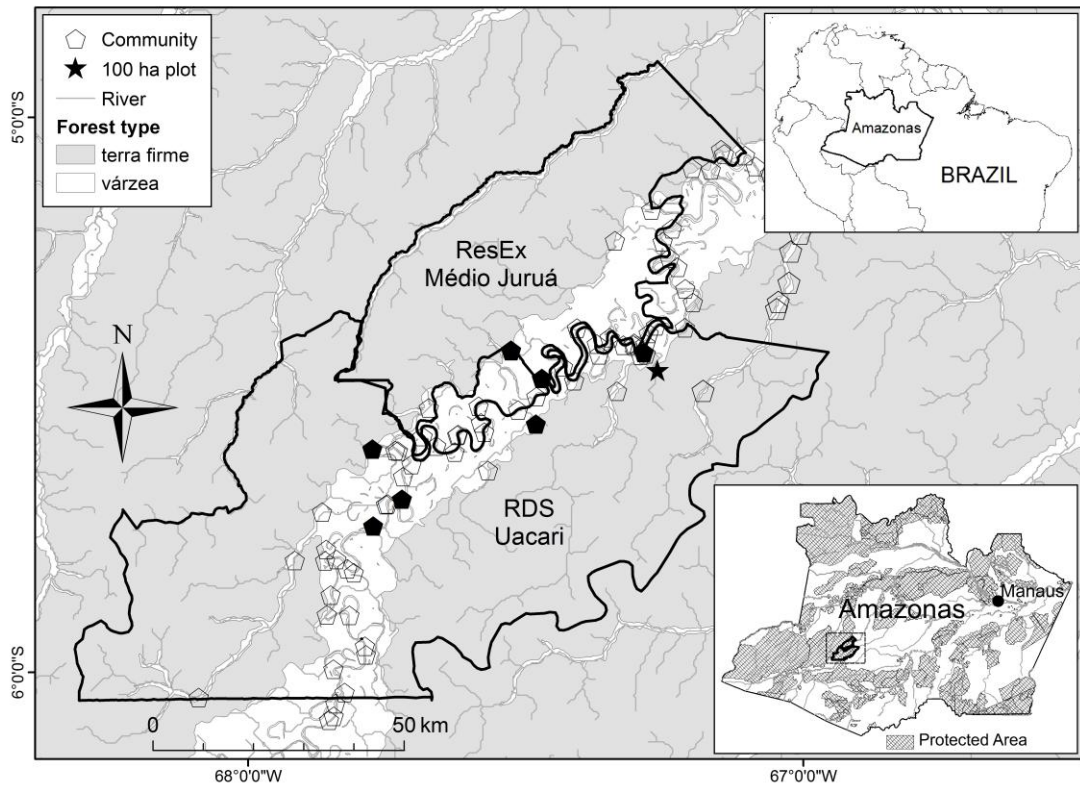 Community
100 ha plot
River
Forest type
terra firme
várzea
5°0'0"S
6°0'0"S
68°0'0"W
67°0'0"W
N
ResEx
Médio Juruá
RDS
Uacari
0
50 km
Amazonas
BRAZIL
Manaus
Amazonas
Protected Area